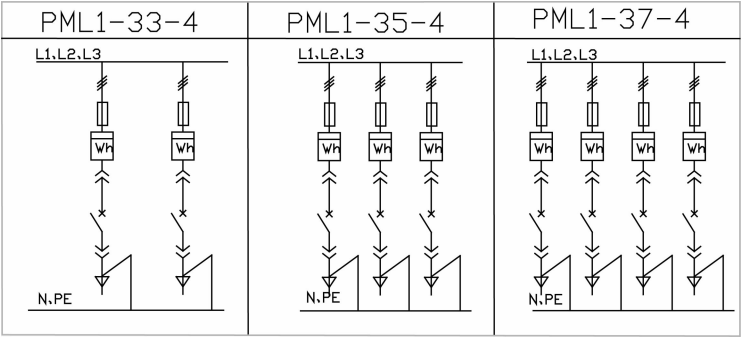 PML1-33-4
L1、L2、L3
Wh Wh
N、PE
PML1-35-4
L1、L2、L3
Wh Wh Wh
N、PE
PML1-37-4
L1、L2、L3
Wh Wh Wh Wh
N、PE